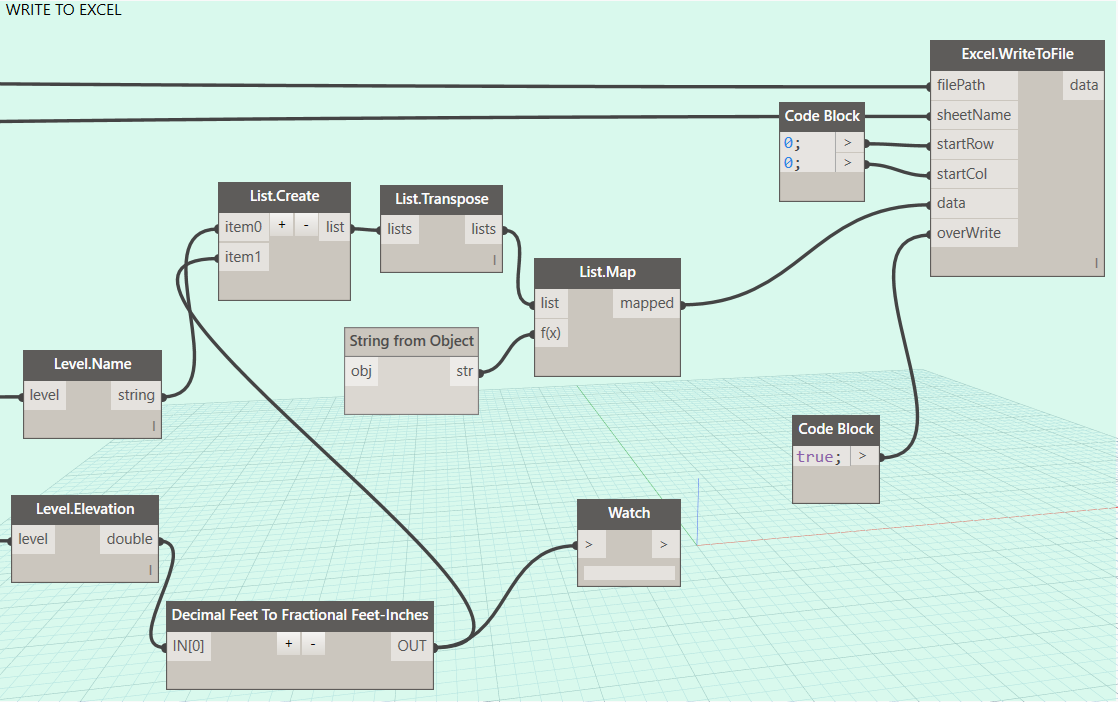 WRITE TO EXCEL
Excel.WriteToFile
filePath
data
sheetName
startRow
startCol
data
overWrite
Code Block
0; >
0; >
List.Create
item0 + - list
item1
List.Transpose
lists lists
l
List.Map
list mapped
f(x)
String from Object
obj str
Level.Name
level string
l
Code Block
true; >
Level.Elevation
level double
l
Watch
> >
Decimal Feet To Fractional Feet-Inches
IN[0] + - OUT
l